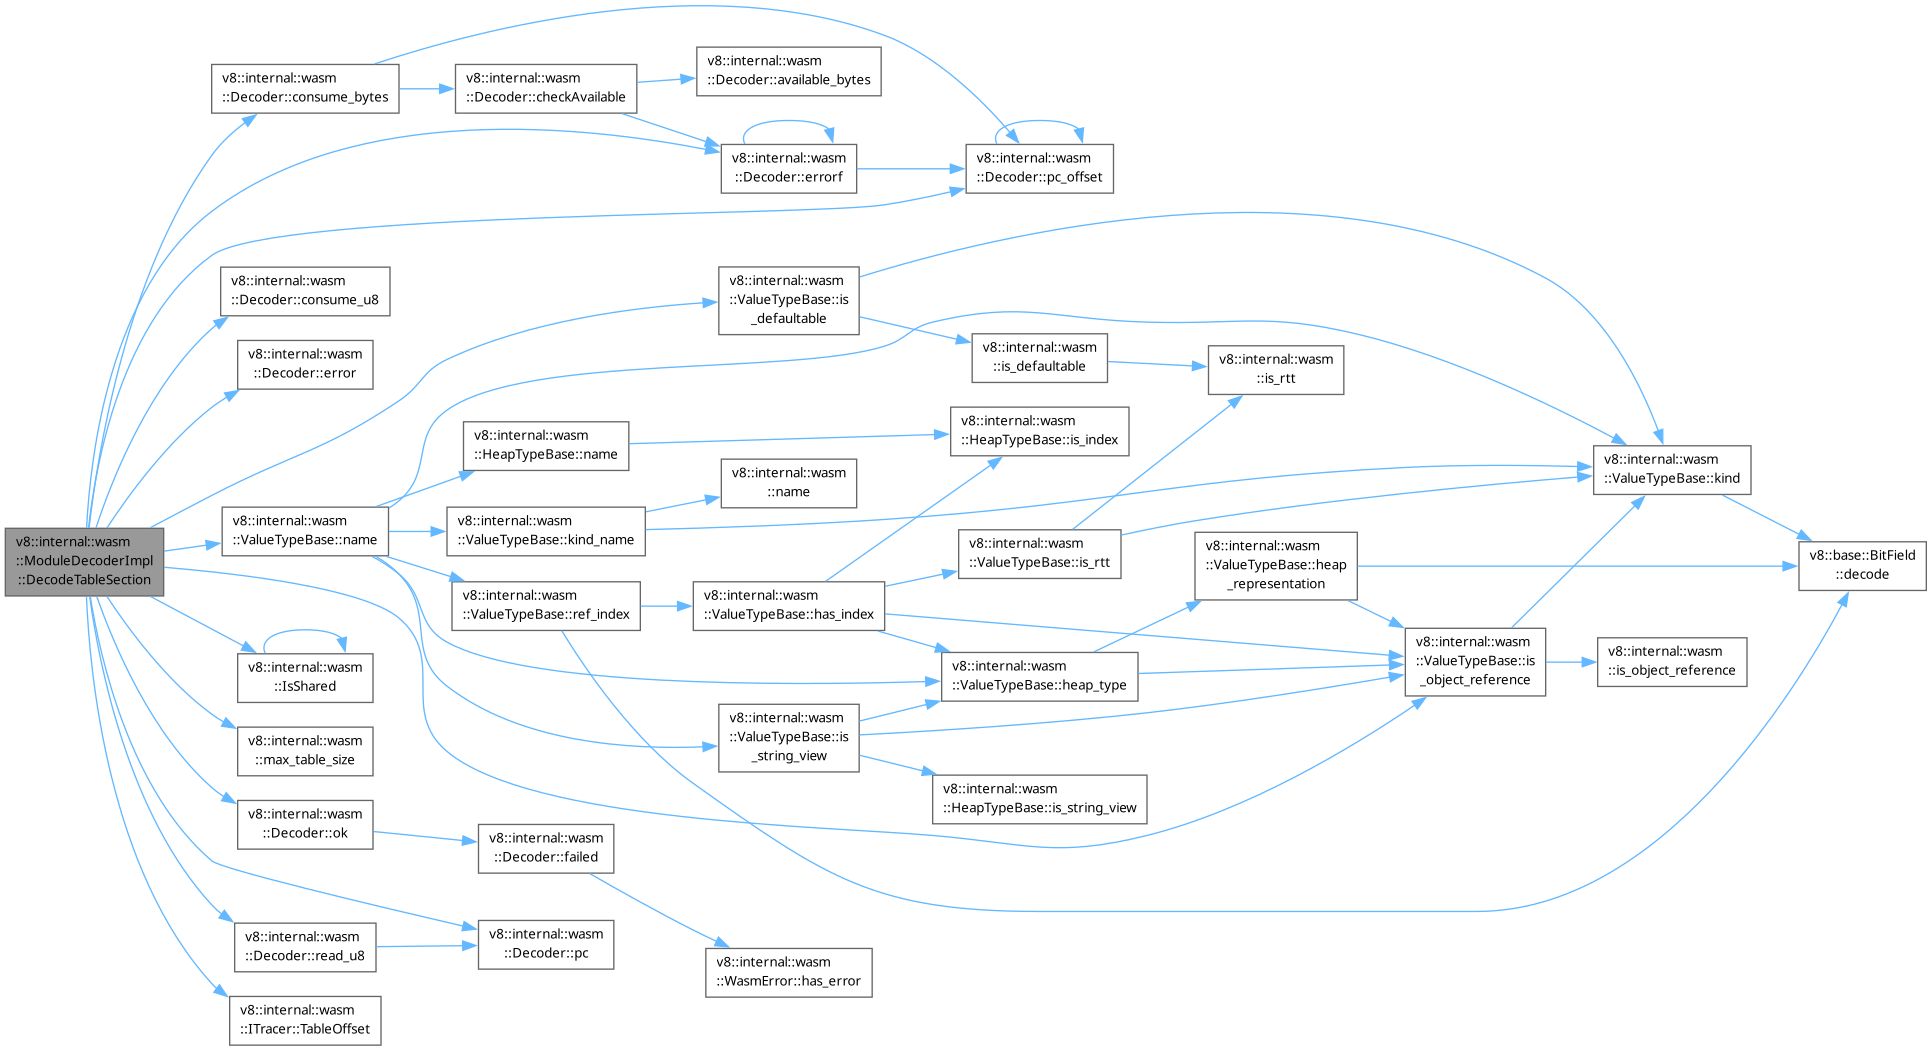 v8::internal::wasm
::ModuleDecoderImpl
::DecodeTableSection
v8::internal::wasm
::Decoder::consume_bytes
v8::internal::wasm
::Decoder::checkAvailable
v8::internal::wasm
::Decoder::available_bytes
v8::internal::wasm
::Decoder::errorf
v8::internal::wasm
::Decoder::pc_offset
v8::internal::wasm
::Decoder::consume_u8
v8::internal::wasm
::Decoder::error
v8::internal::wasm
::ValueTypeBase::is
_defaultable
v8::internal::wasm
::is_defaultable
v8::internal::wasm
::is_rtt
v8::internal::wasm
::HeapTypeBase::name
v8::internal::wasm
::HeapTypeBase::is_index
v8::internal::wasm
::name
v8::internal::wasm
::ValueTypeBase::kind
v8::internal::wasm
::ValueTypeBase::name
v8::internal::wasm
::ValueTypeBase::kind_name
v8::internal::wasm
::ValueTypeBase::is_rtt
v8::internal::wasm
::ValueTypeBase::heap
_representation
v8::base::BitField
::decode
v8::internal::wasm
::ValueTypeBase::ref_index
v8::internal::wasm
::ValueTypeBase::has_index
v8::internal::wasm
::ValueTypeBase::heap_type
v8::internal::wasm
::ValueTypeBase::is
_object_reference
v8::internal::wasm
::is_object_reference
v8::internal::wasm
::IsShared
v8::internal::wasm
::ValueTypeBase::is
_string_view
v8::internal::wasm
::HeapTypeBase::is_string_view
v8::internal::wasm
::max_table_size
v8::internal::wasm
::Decoder::ok
v8::internal::wasm
::Decoder::failed
v8::internal::wasm
::Decoder::read_u8
v8::internal::wasm
::Decoder::pc
v8::internal::wasm
::WasmError::has_error
v8::internal::wasm
::ITracer::TableOffset